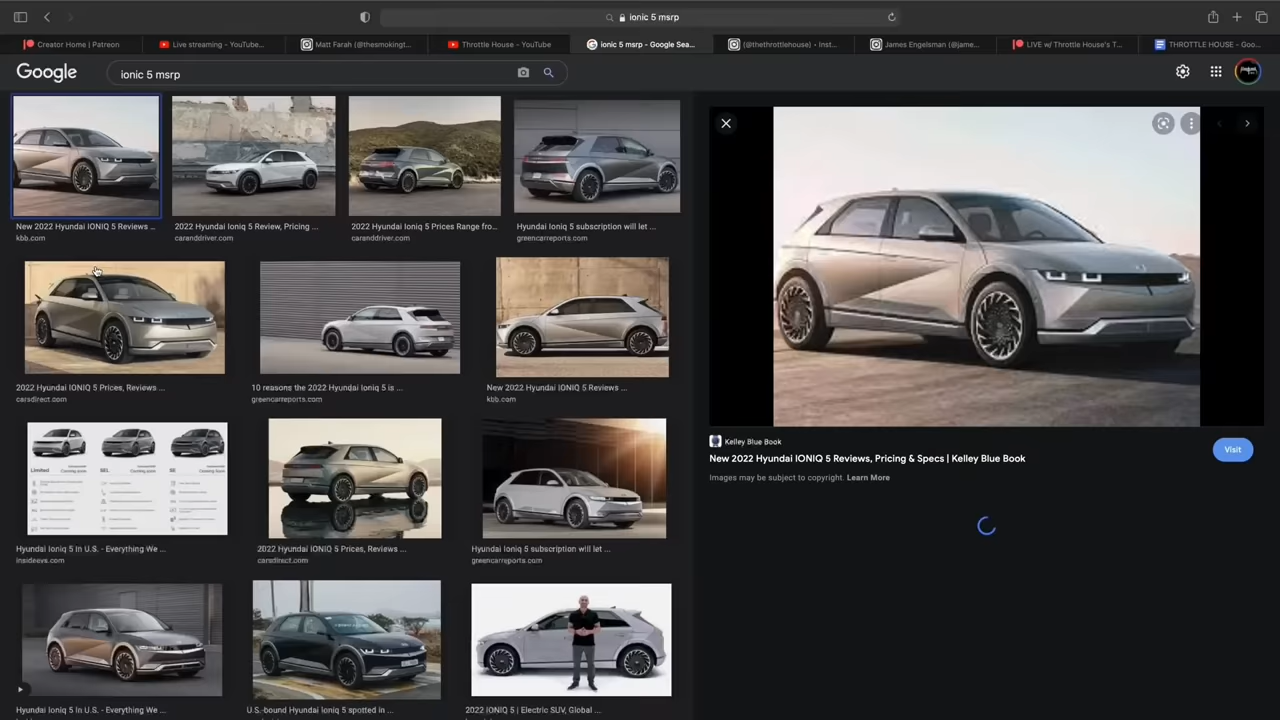 ionic 5 msrp
Creator Home | Patreon
Live streaming - YouTube...
Matt Farah (@thesmokingt...
Throttle House - YouTube
ionic 5 msrp - Google Sea...
(@thethrottlehouse) • Inst...
James Engelsman (@jame...
LIVE w/ Throttle House's T...
THROTTLE HOUSE - Goo...
Google
ionic 5 msrp
New 2022 Hyundai IONIQ 5 Reviews ...
kbb.com
2022 Hyundai Ioniq 5 Review, Pricing ...
caranddriver.com
2022 Hyundai Ioniq 5 Prices Range fro...
caranddriver.com
Hyundai Ioniq 5 subscription will let ...
greencarreports.com
2022 Hyundai IONIQ 5 Prices, Reviews ...
carsdirect.com
10 reasons the 2022 Hyundai Ioniq 5 is ...
greencarreports.com
New 2022 Hyundai IONIQ 5 Reviews ...
kbb.com
Limited
SEL
SE
Hyundai Ioniq 5 In U.S. - Everything We ...
insideevs.com
2022 Hyundai IONIQ 5 Prices, Reviews ...
carsdirect.com
Hyundai Ioniq 5 subscription will let ...
greencarreports.com
Hyundai Ioniq 5 In U.S. - Everything We ...
U.S.-bound Hyundai Ioniq 5 spotted in ...
2022 IONIQ 5 | Electric SUV, Global ...
Kelley Blue Book
New 2022 Hyundai IONIQ 5 Reviews, Pricing & Specs | Kelley Blue Book
Images may be subject to copyright. Learn More
Visit